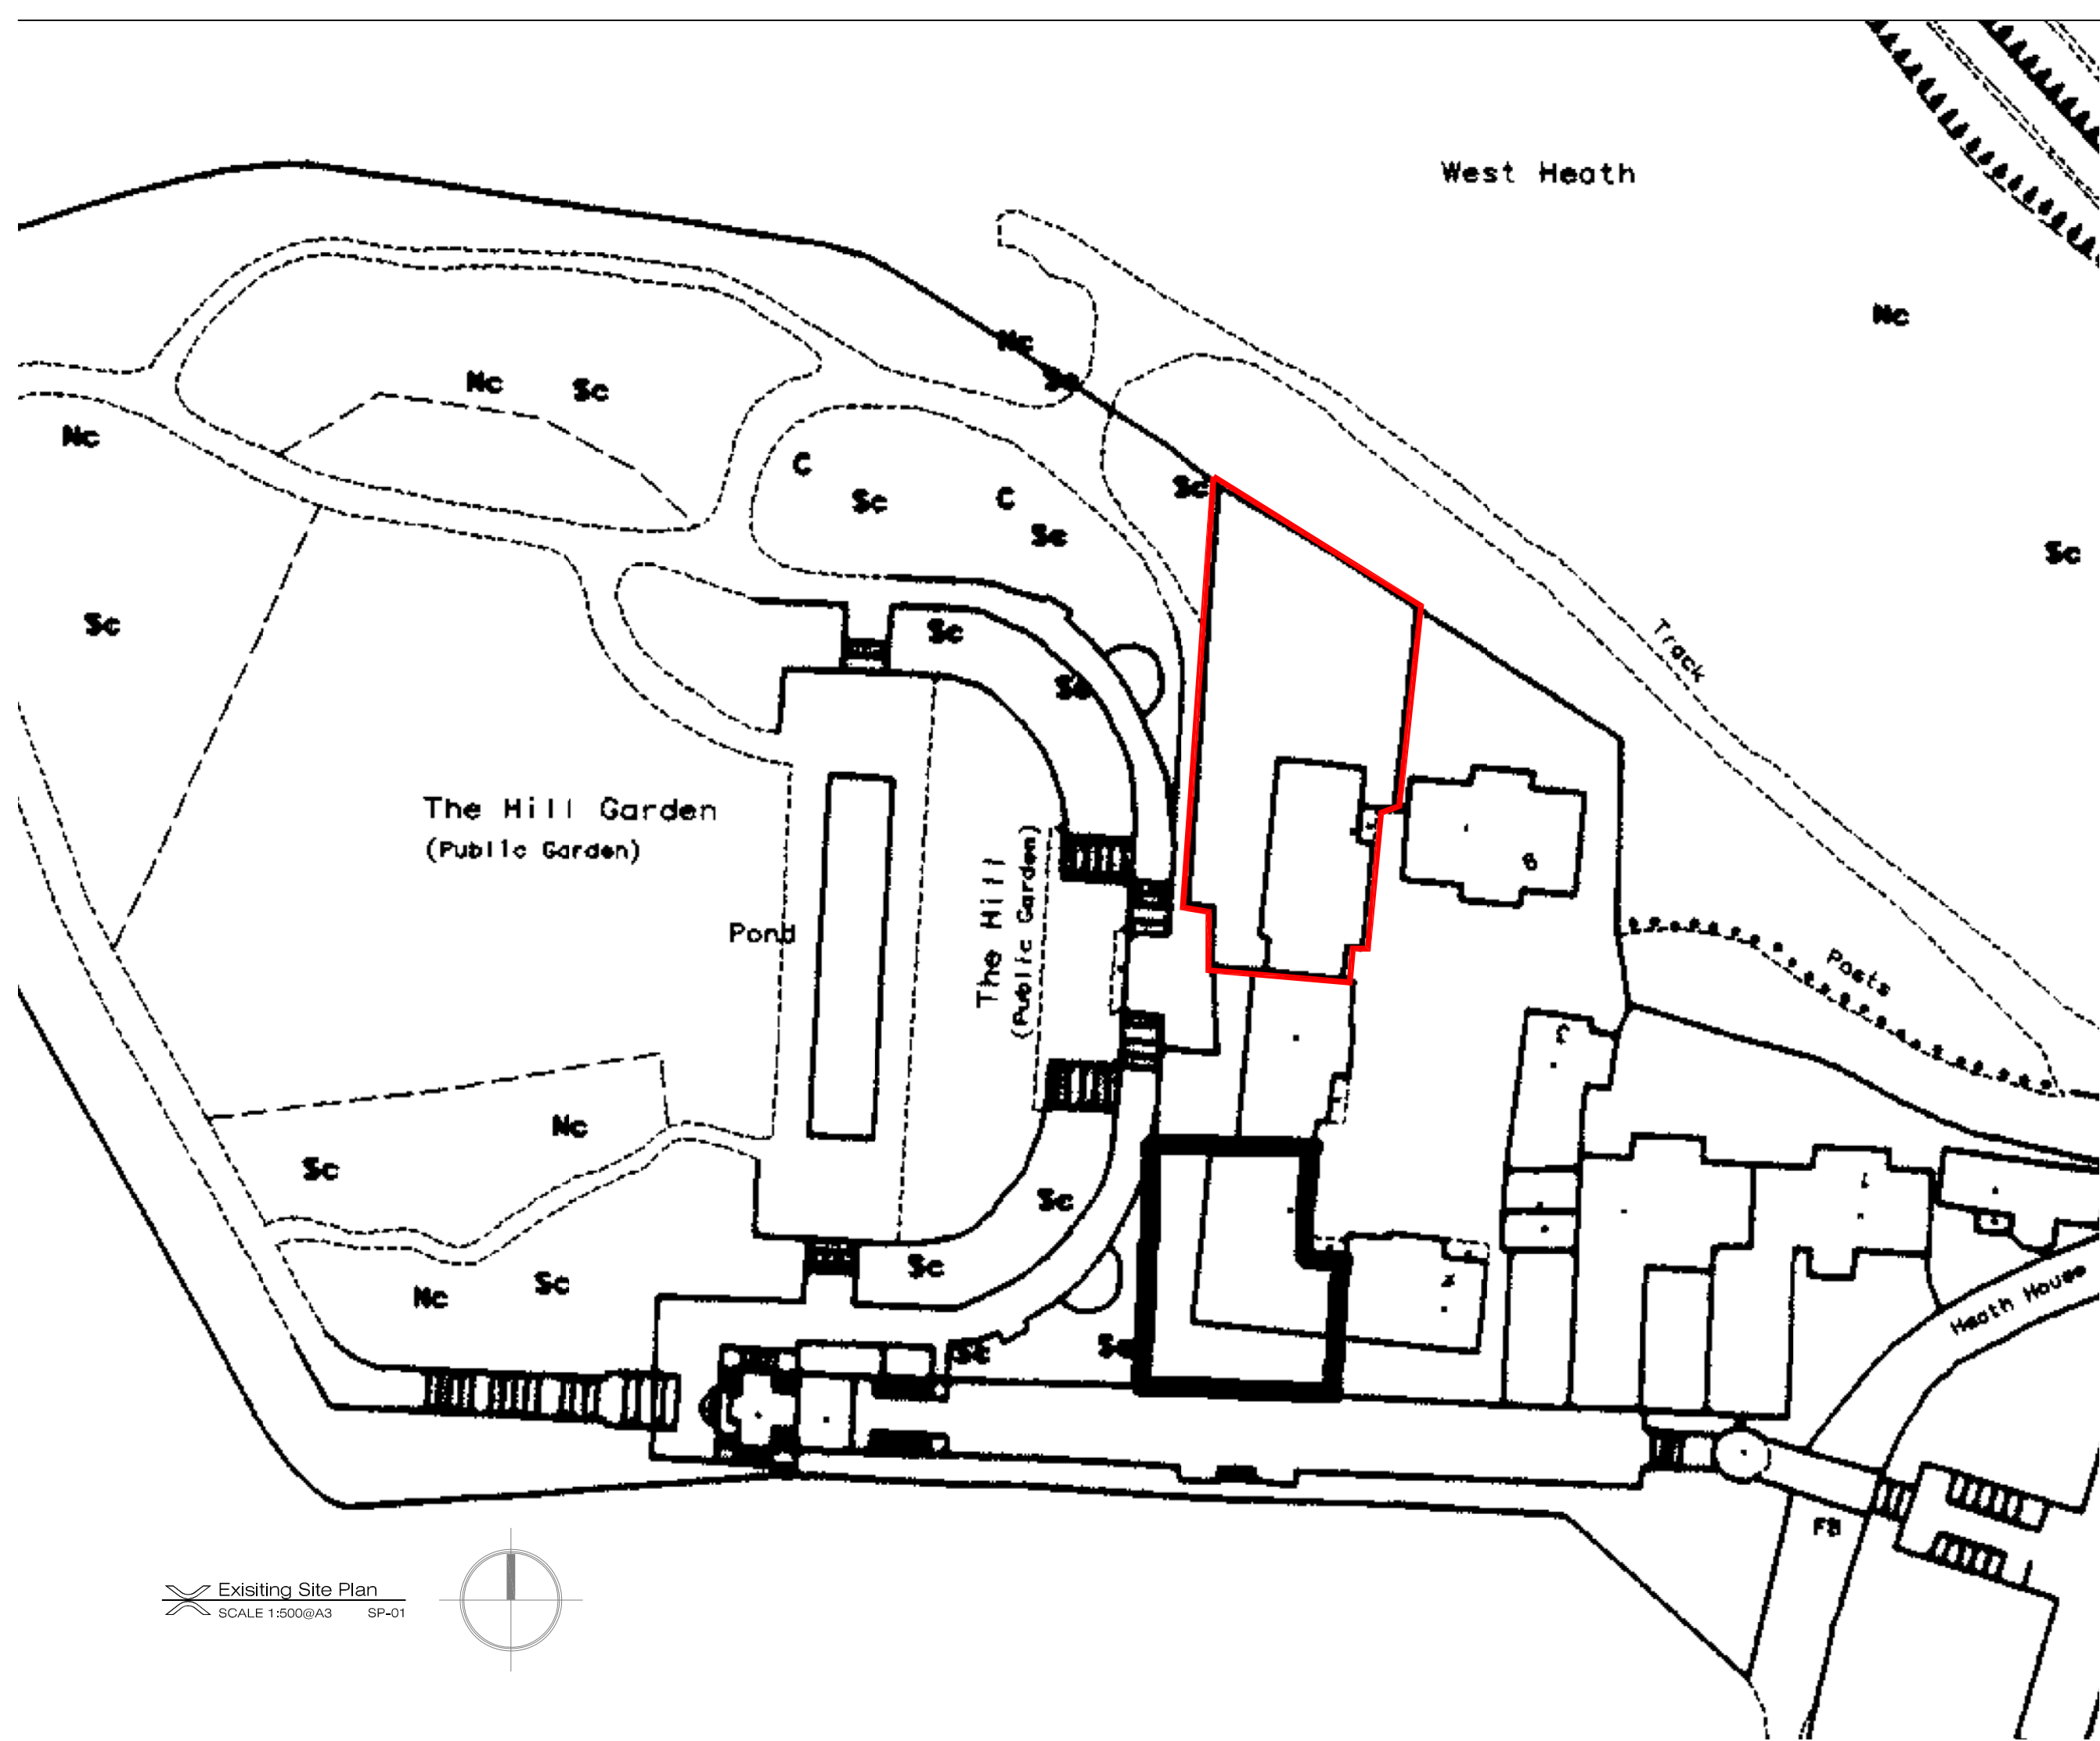 West Heath
Nc
Nc
Sc
Nc
Sc
Nc
C
Sc
C
Sc
Sc
Sc
Sc
Sc
Sc
Track
The Hill Garden
(Public Garden)
The Hill
(Public Garden)
Pond
Posts
Nc
Sc
Sc
Sc
Nc
Sc
Sc
Sc
Heath House
FB
Exisiting Site Plan
SCALE 1:500@A3 SP-01